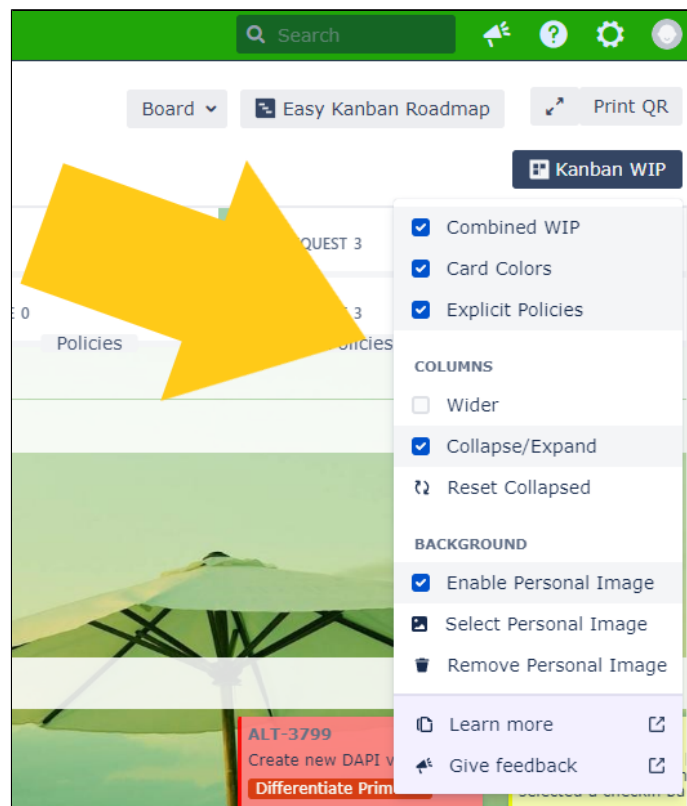 Search
Board
Easy Kanban Roadmap
Print QR
Kanban WIP
Combined WIP
3
Card Colors
Explicit Policies
0
3
Policies
COLUMNS
Wider
Collapse/Expand
Reset Collapsed
BACKGROUND
Enable Personal Image
Select Personal Image
Remove Personal Image
Learn more
Give feedback
ALT-3799
Create new DAPI
Differentiate